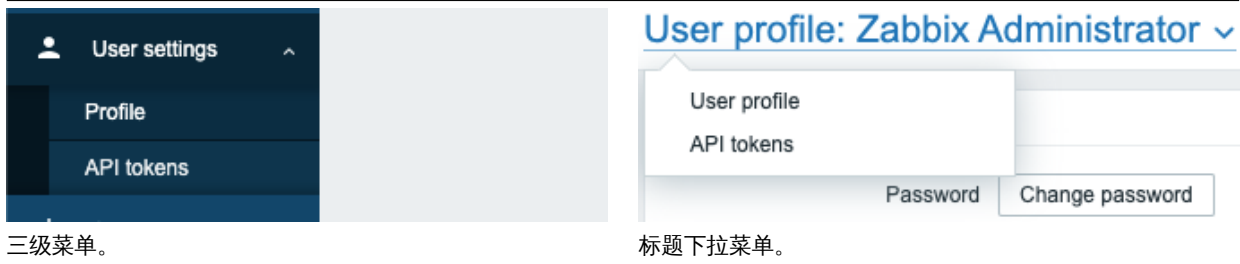 User settings
Profile
API tokens
三级菜单。
User profile: Zabbix Administrator
User profile
API tokens
Password Change password
标题下拉菜单。